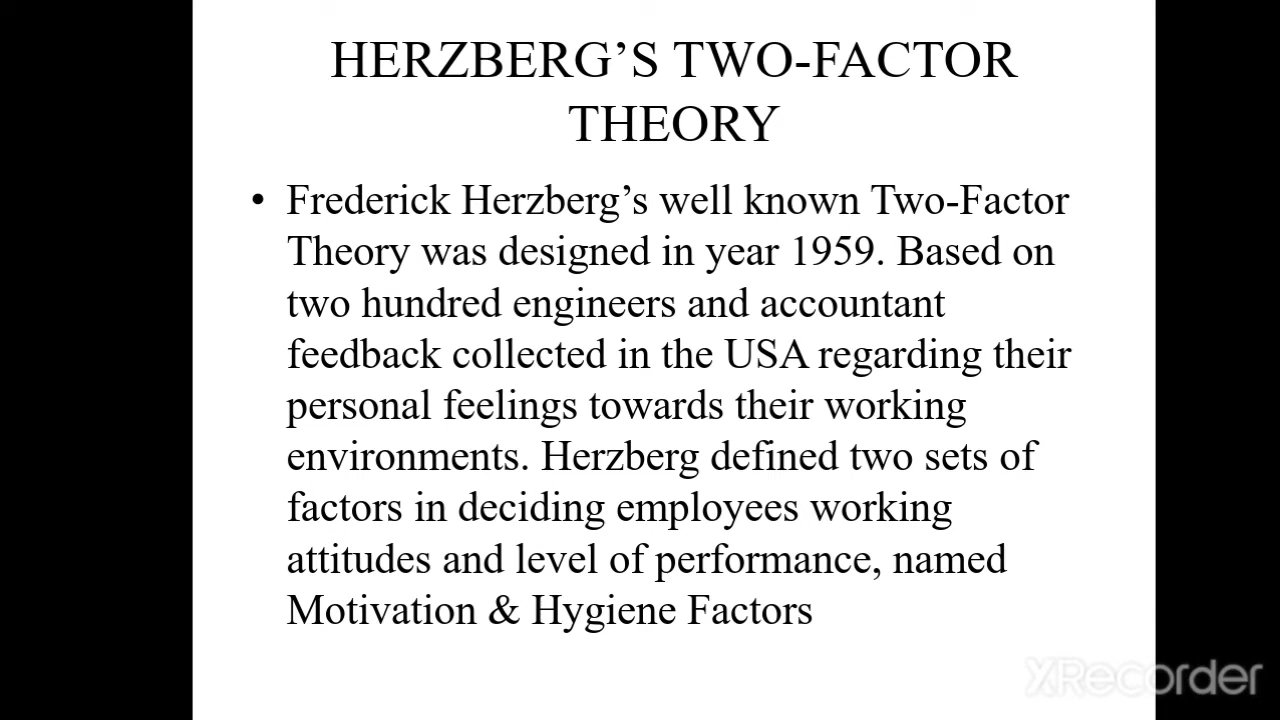 HERZBERG’S TWO-FACTOR
THEORY
• Frederick Herzberg’s well known Two-Factor
Theory was designed in year 1959. Based on
two hundred engineers and accountant
feedback collected in the USA regarding their
personal feelings towards their working
environments. Herzberg defined two sets of
factors in deciding employees working
attitudes and level of performance, named
Motivation & Hygiene Factors
XRecorder